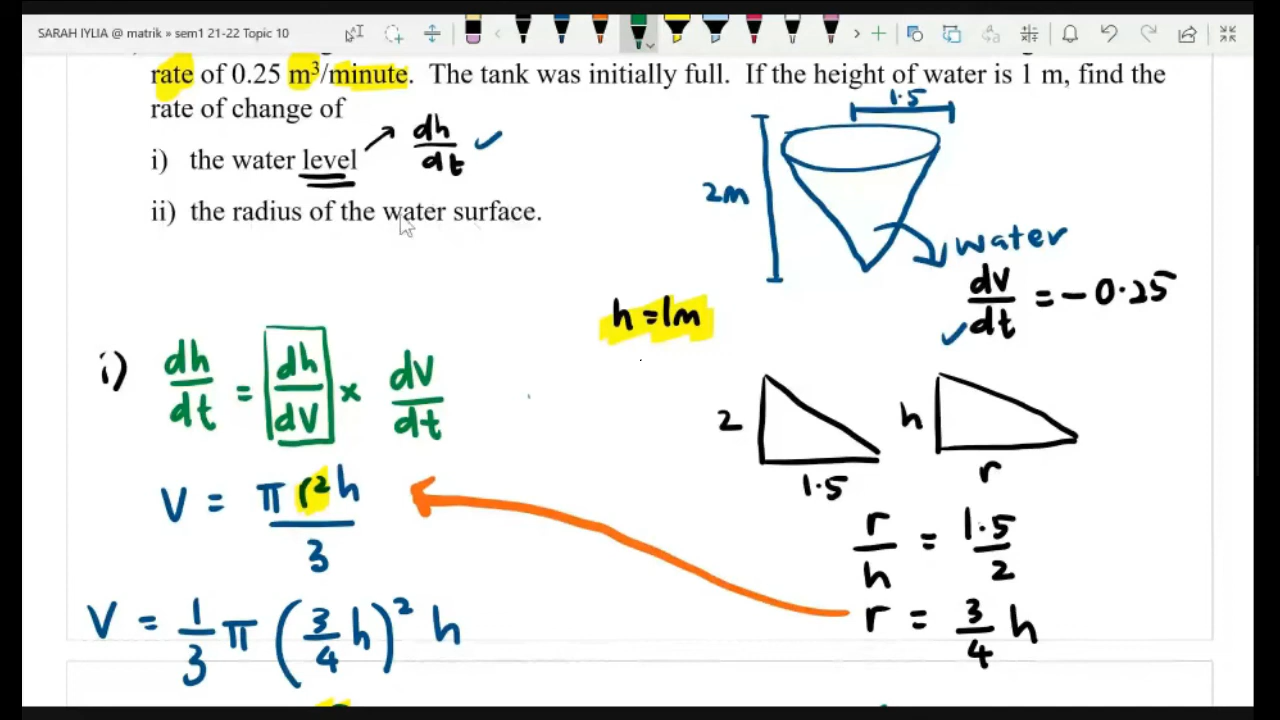 SARAH IYLIA @ matrik » sem1 21-22 Topic 10
rate of 0.25 m³/minute. The tank was initially full. If the height of water is 1 m, find the
rate of change of
i) the water level
dh/dt ✓
ii) the radius of the water surface.
1.5
2m
water
dV/dt = -0.25
✓
h = 1m
i) dh/dt = dh/dV × dV/dt
2
1.5
h
r
V = πr²h/3
r/h = 1.5/2
r = 3/4 h
V = 1/3 π (3/4 h)² h